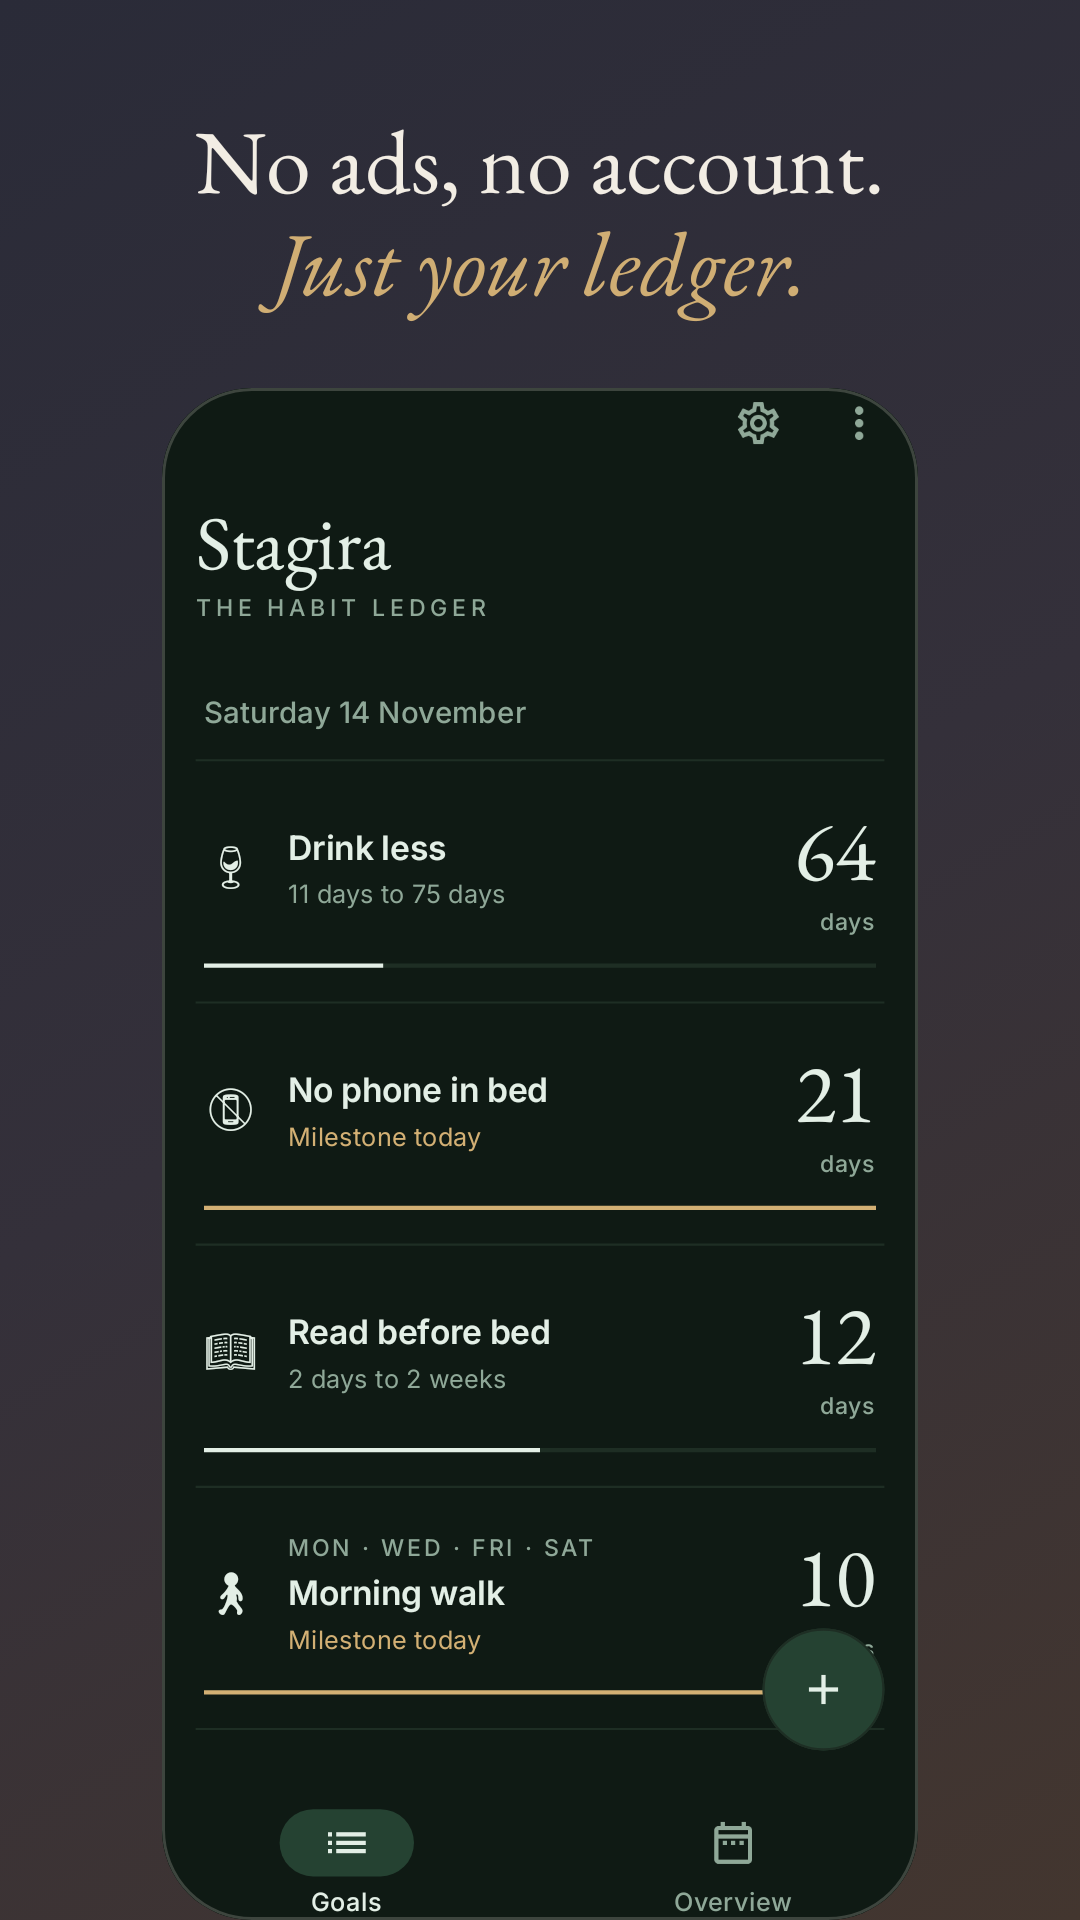 No ads, no account.
Just your ledger.
Stagira
THE HABIT LEDGER
Saturday 14 November
Drink less
11 days to 75 days
64
days
No phone in bed
Milestone today
21
days
Read before bed
2 days to 2 weeks
12
days
MON · WED · FRI · SAT
Morning walk
Milestone today
10
Goals
Overview